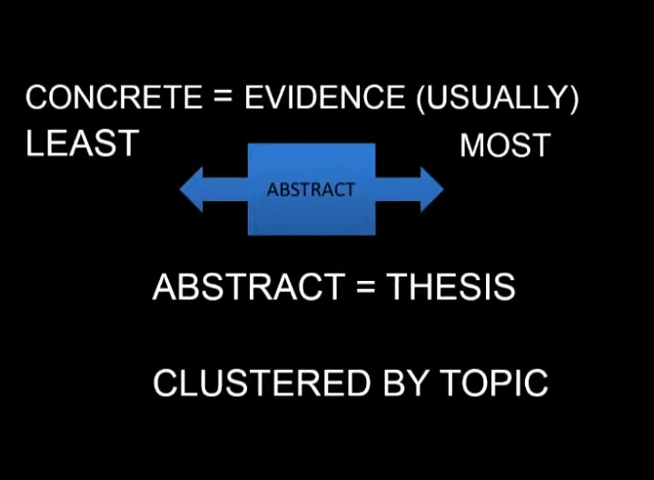 CONCRETE = EVIDENCE (USUALLY)
LEAST
MOST
ABSTRACT
ABSTRACT = THESIS
CLUSTERED BY TOPIC